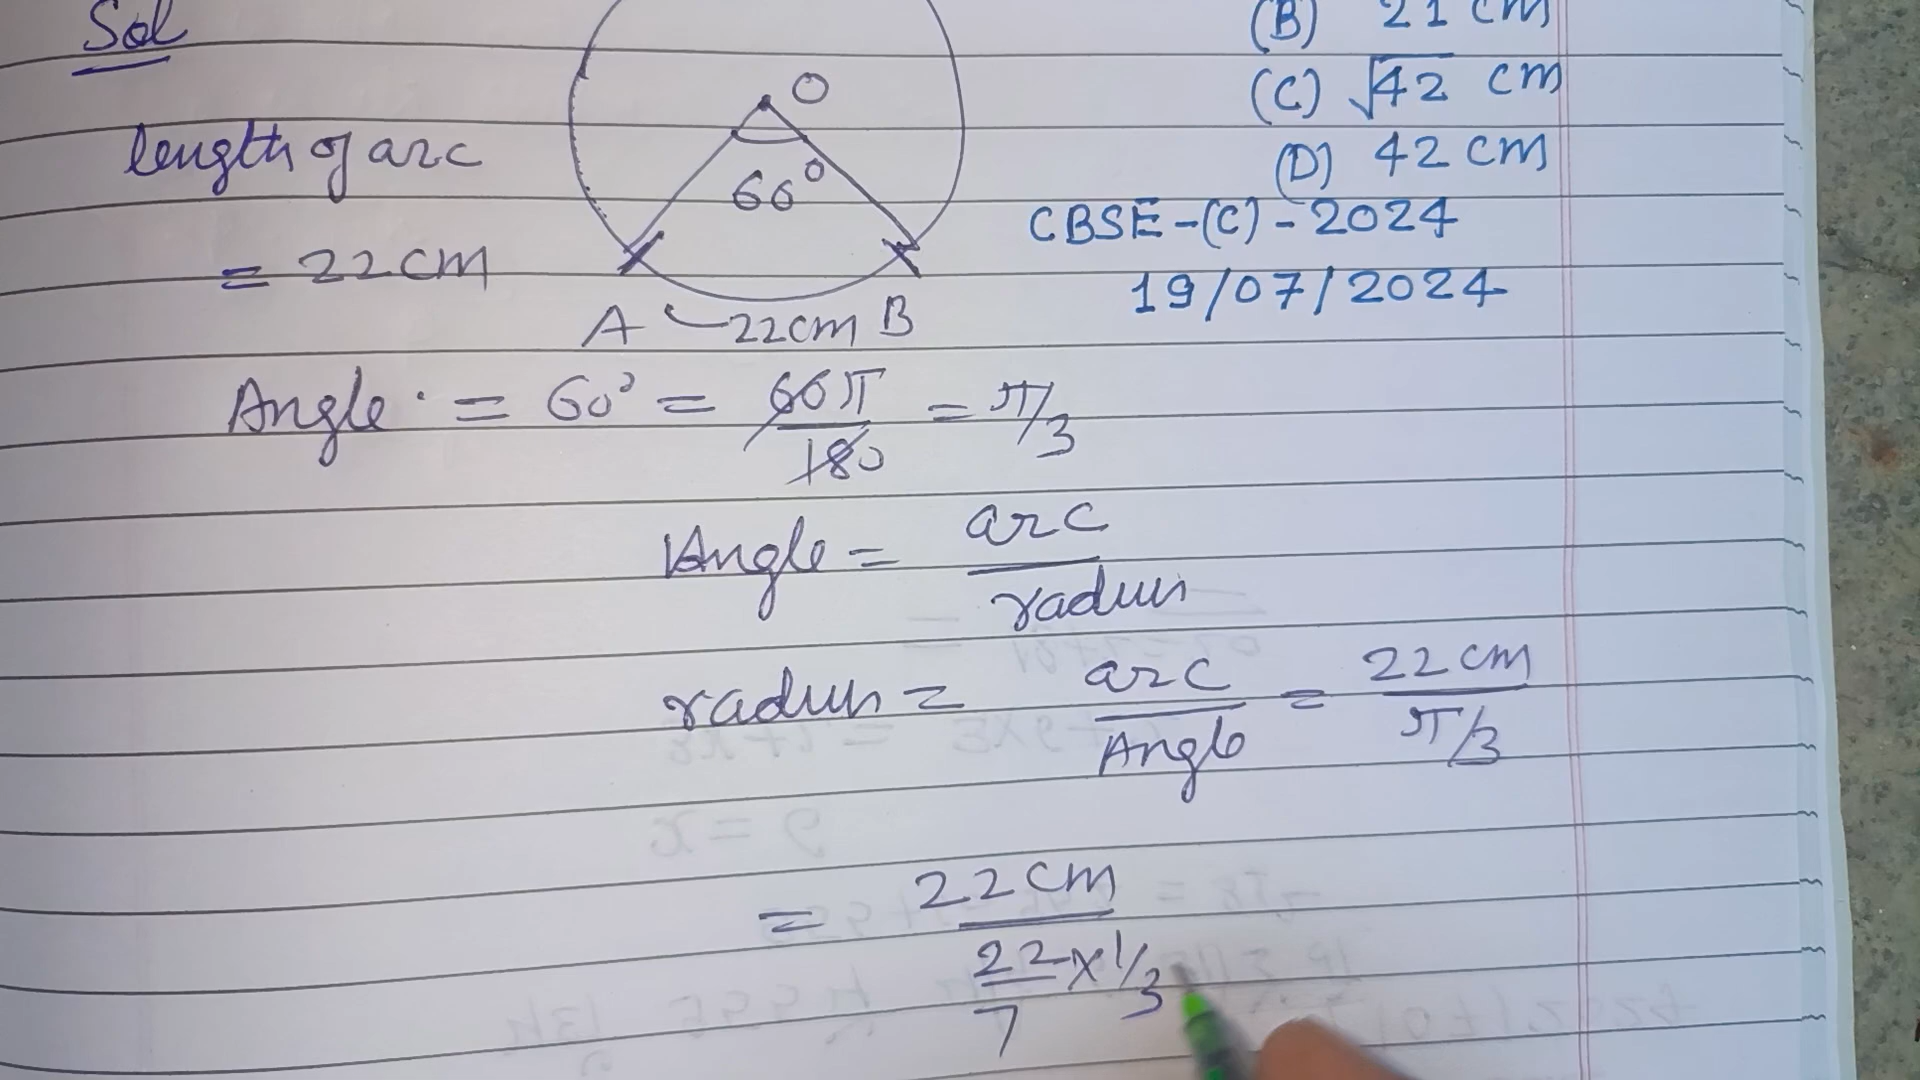 Sol
(B) 21 cm
(C) √42 cm
(D) 42 cm
CBSE-(C)-2024
19/07/2024
O
60°
length of arc
= 22 cm
A 22cm B
Angle = 60° = 60π/180 = π/3
Angle = arc/radius
radius = arc/Angle = 22 cm/π/3
= 22 cm/22/7 × 1/3